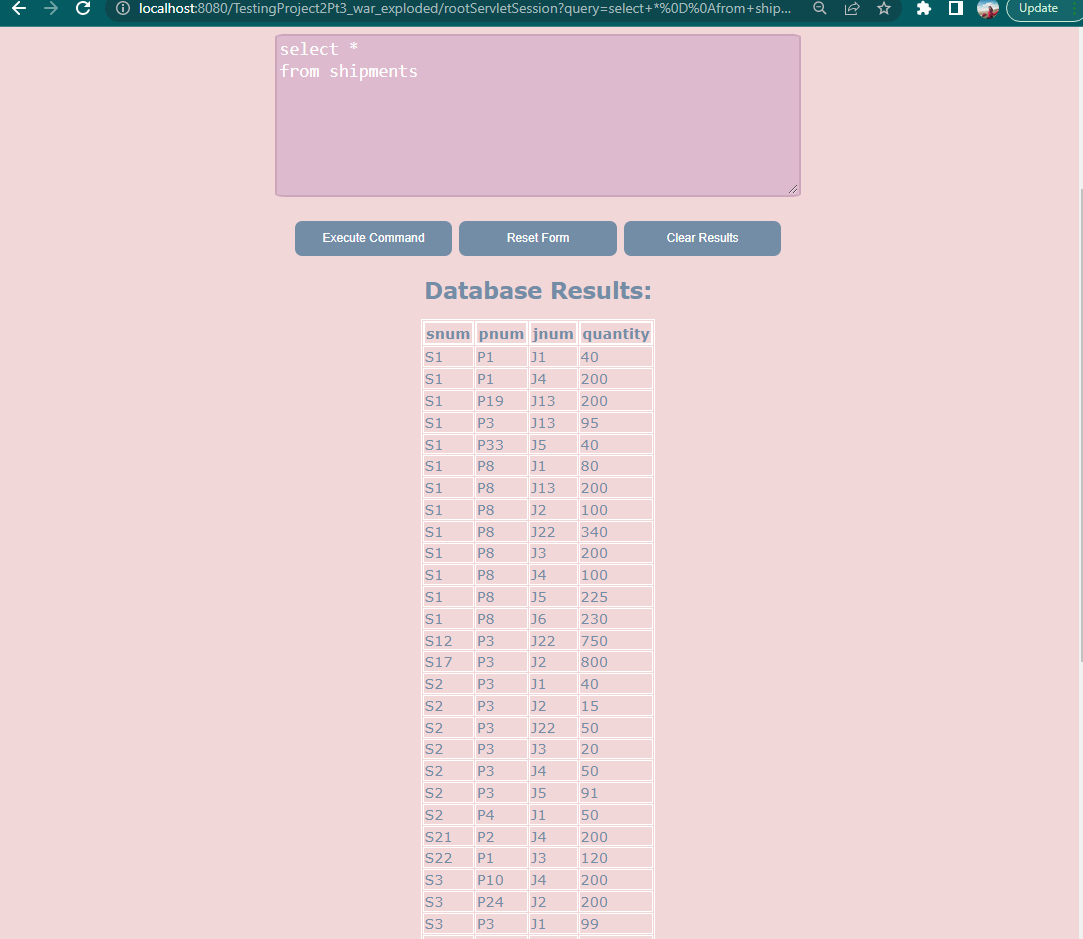 localhost:8080/TestingProject2Pt3_war_exploded/rootServletSession?query=select+*%0D%0Afrom+ship...
Update
select *
from shipments
Execute Command Reset Form Clear Results
Database Results:
snum pnum jnum quantity
S1 P1 J1 40
S1 P1 J4 200
S1 P19 J13 200
S1 P3 J13 95
S1 P33 J5 40
S1 P8 J1 80
S1 P8 J13 200
S1 P8 J2 100
S1 P8 J22 340
S1 P8 J3 200
S1 P8 J4 100
S1 P8 J5 225
S1 P8 J6 230
S12 P3 J22 750
S17 P3 J2 800
S2 P3 J1 40
S2 P3 J2 15
S2 P3 J22 50
S2 P3 J3 20
S2 P3 J4 50
S2 P3 J5 91
S2 P4 J1 50
S21 P2 J4 200
S22 P1 J3 120
S3 P10 J4 200
S3 P24 J2 200
S3 P3 J1 99